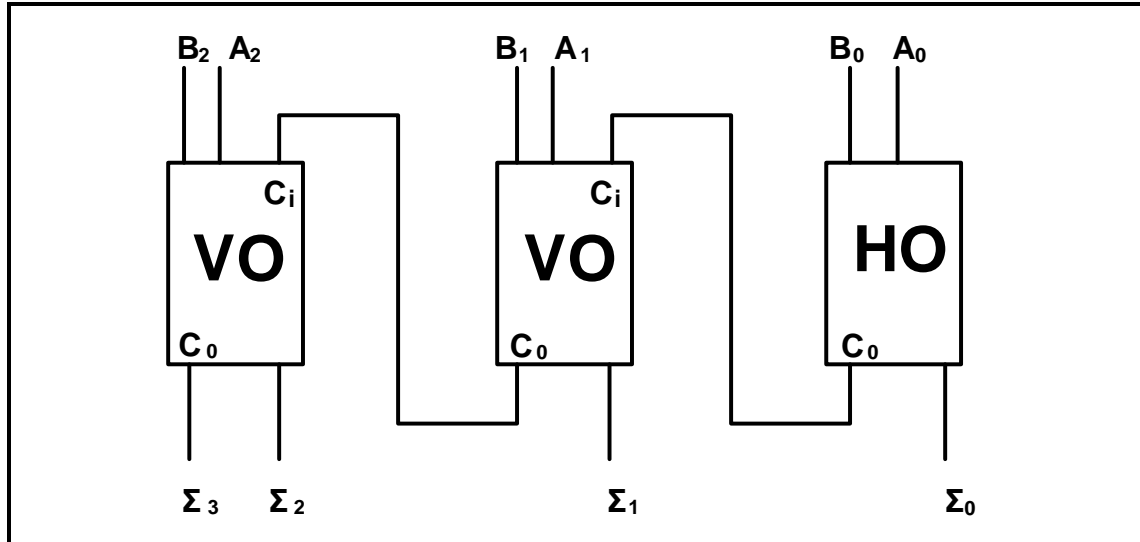 B₂ A₂ B₁ A₁ B₀ A₀
Cᵢ Cᵢ
VO VO HO
C₀ C₀ C₀
Σ₃ Σ₂ Σ₁ Σ₀